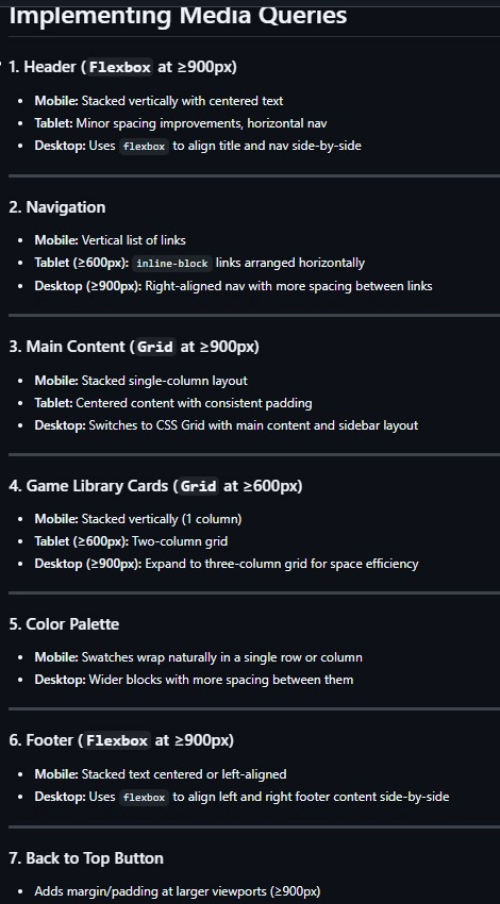 Implementing Media Queries
1. Header (Flexbox at ≥900px)
• Mobile: Stacked vertically with centered text
• Tablet: Minor spacing improvements, horizontal nav
• Desktop: Uses flexbox to align title and nav side-by-side
2. Navigation
• Mobile: Vertical list of links
• Tablet (≥600px): inline-block links arranged horizontally
• Desktop (≥900px): Right-aligned nav with more spacing between links
3. Main Content (Grid at ≥900px)
• Mobile: Stacked single-column layout
• Tablet: Centered content with consistent padding
• Desktop: Switches to CSS Grid with main content and sidebar layout
4. Game Library Cards (Grid at ≥600px)
• Mobile: Stacked vertically (1 column)
• Tablet (≥600px): Two-column grid
• Desktop (≥900px): Expand to three-column grid for space efficiency
5. Color Palette
• Mobile: Swatches wrap naturally in a single row or column
• Desktop: Wider blocks with more spacing between them
6. Footer (Flexbox at ≥900px)
• Mobile: Stacked text centered or left-aligned
• Desktop: Uses flexbox to align left and right footer content side-by-side
7. Back to Top Button
• Adds margin/padding at larger viewports (≥900px)